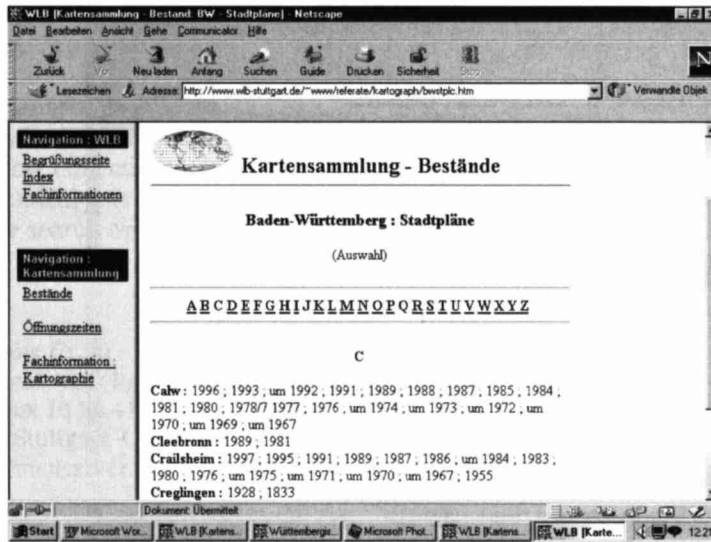 WLB [Kartensammlung - Bestand: BW - Stadtpläne] - Netscape
Datei Bearbeiten Ansicht Gehe Communicator Hilfe
Zurück Vor Neu laden Anfang Suchen Guide Drucken Sicherheit Stop
Lesezeichen Adresse: http://www.wlb-stuttgart.de/~www/referate/kartograph/bwstplc.htm Verwandte Objek
Navigation : WLB
Begrüßungsseite
Index
Fachinformationen
Navigation :
Kartensammlung
Bestände
Öffnungszeiten
Fachinformation :
Kartographie
Kartensammlung - Bestände
Baden-Württemberg : Stadtpläne
(Auswahl)
A B C D E F G H I J K L M N O P Q R S T U V W X Y Z
C
Calw : 1996 ; 1993 ; um 1992 ; 1991 ; 1989 ; 1988 ; 1987 ; 1985 ; 1984 ;
1981 ; 1980 ; 1978/7 1977 ; 1976 ; um 1974 ; um 1973 ; um 1972 ; um
1970 ; um 1969 ; um 1967
Cleebronn : 1989 ; 1981
Crailsheim : 1997 ; 1995 ; 1991 ; 1989 ; 1987 ; 1986 ; um 1984 ; 1983 ;
1980 ; 1976 ; um 1975 ; um 1971 ; um 1970 ; um 1967 ; 1955
Creglingen : 1928 ; 1833
Dokument: Übermittelt
Start Microsoft Wor... WLB [Kartens... Württembergis... Microsoft Phot... WLB [Kartens... WLB [Karte... 12:21